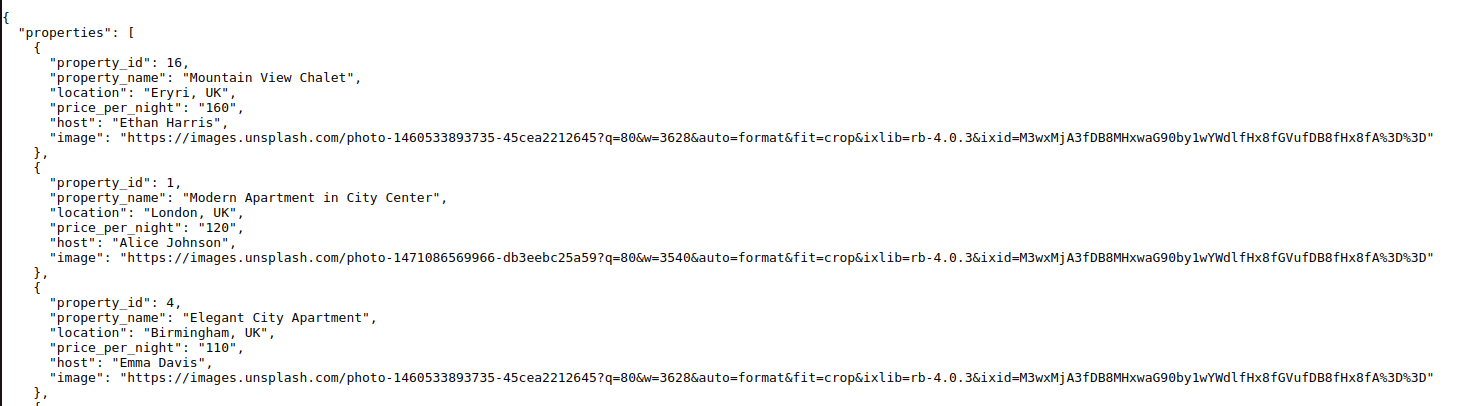 {
  "properties": [
    {
      "property_id": 16,
      "property_name": "Mountain View Chalet",
      "location": "Eryri, UK",
      "price_per_night": "160",
      "host": "Ethan Harris",
      "image": "https://images.unsplash.com/photo-1460533893735-45cea2212645?q=80&w=3628&auto=format&fit=crop&ixlib=rb-4.0.3&ixid=M3wxMjA3fDB8MHxwaG90by1wYWdlfHx8fGVufDB8fHx8fA%3D%3D"
    },
    {
      "property_id": 1,
      "property_name": "Modern Apartment in City Center",
      "location": "London, UK",
      "price_per_night": "120",
      "host": "Alice Johnson",
      "image": "https://images.unsplash.com/photo-1471086569966-db3eebc25a59?q=80&w=3540&auto=format&fit=crop&ixlib=rb-4.0.3&ixid=M3wxMjA3fDB8MHxwaG90by1wYWdlfHx8fGVufDB8fHx8fA%3D%3D"
    },
    {
      "property_id": 4,
      "property_name": "Elegant City Apartment",
      "location": "Birmingham, UK",
      "price_per_night": "110",
      "host": "Emma Davis",
      "image": "https://images.unsplash.com/photo-1460533893735-45cea2212645?q=80&w=3628&auto=format&fit=crop&ixlib=rb-4.0.3&ixid=M3wxMjA3fDB8MHxwaG90by1wYWdlfHx8fGVufDB8fHx8fA%3D%3D"
    },
    {